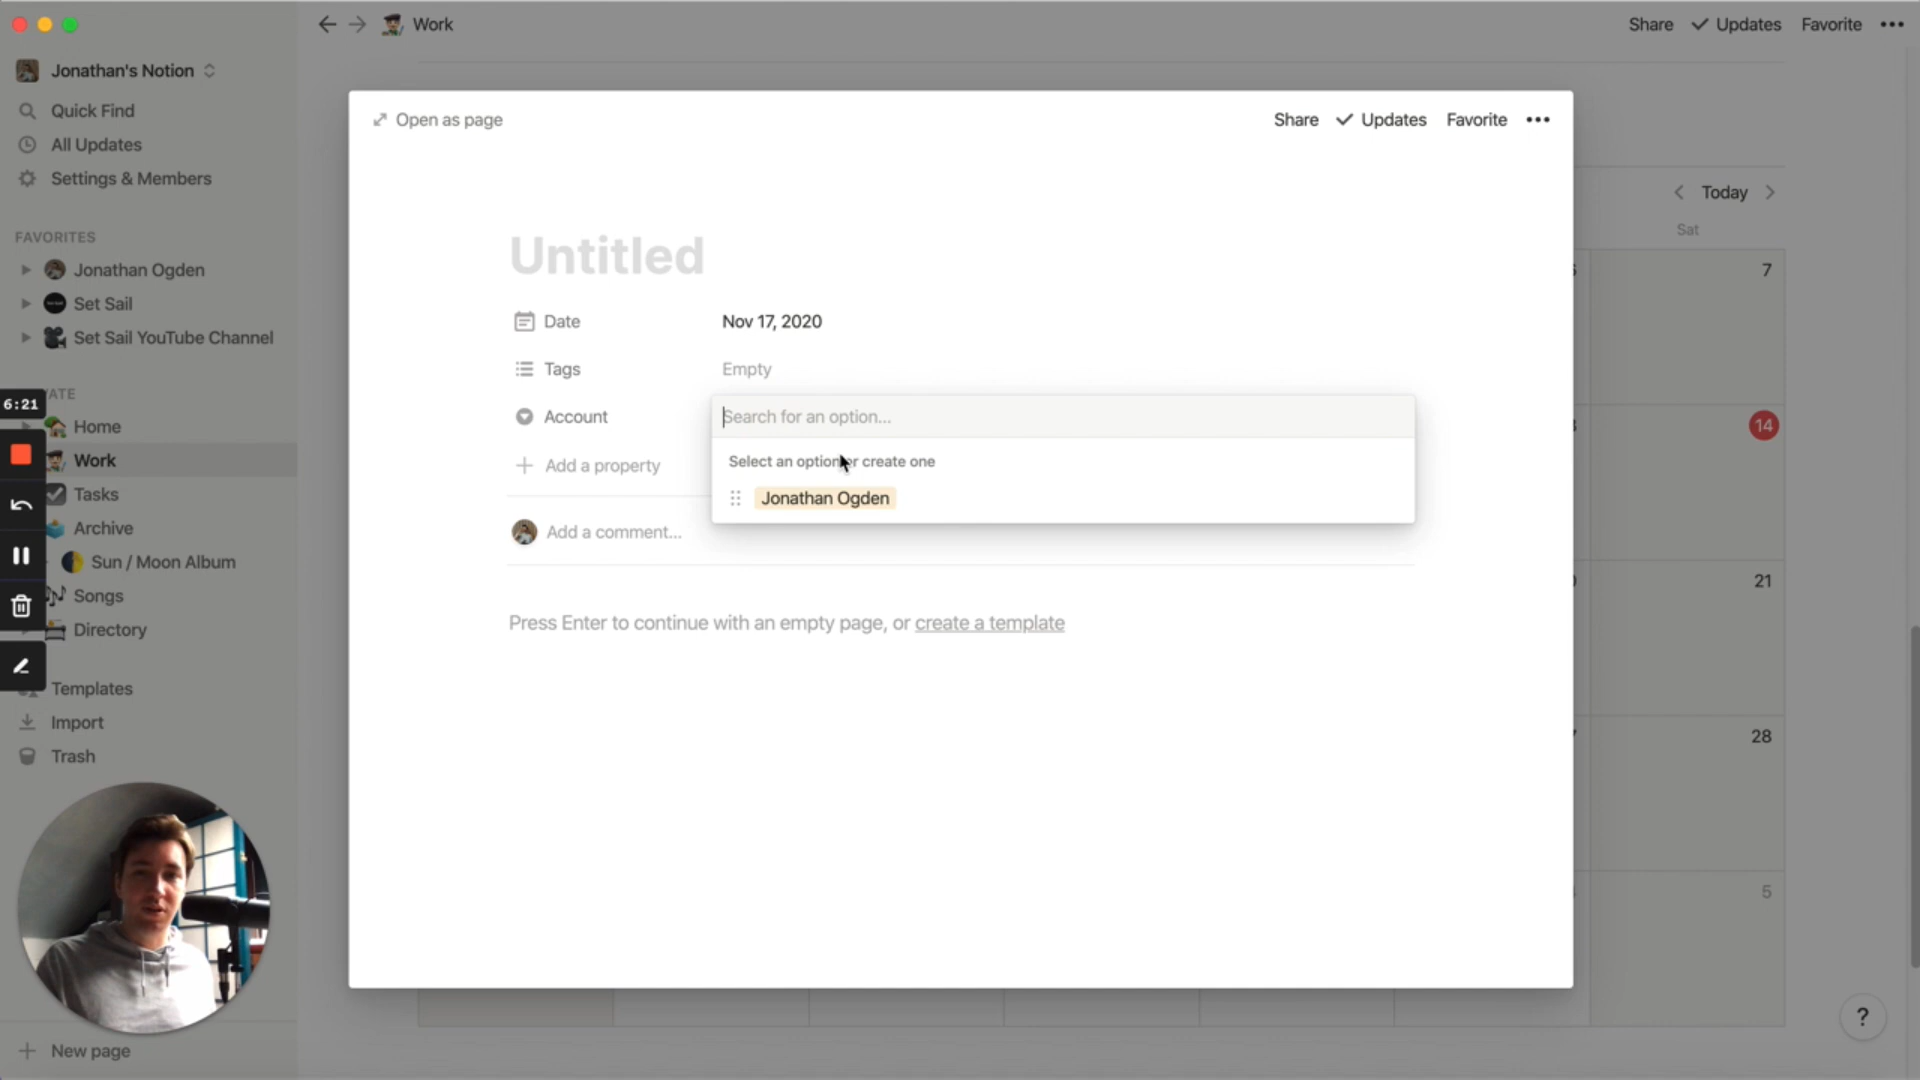 Work
Share
Updates
Favorite
Jonathan's Notion
Quick Find
All Updates
Settings & Members
FAVORITES
Jonathan Ogden
Set Sail
Set Sail YouTube Channel
ATE
6:21
Home
Work
Tasks
Archive
Sun / Moon Album
Songs
Directory
Templates
Import
Trash
New page
Open as page
Share
Updates
Favorite
Untitled
Date
Nov 17, 2020
Tags
Empty
Account
Search for an option...
Add a property
Select an option or create one
Jonathan Ogden
Add a comment...
Press Enter to continue with an empty page, or create a template
Today
Sat
7
14
21
28
5
?